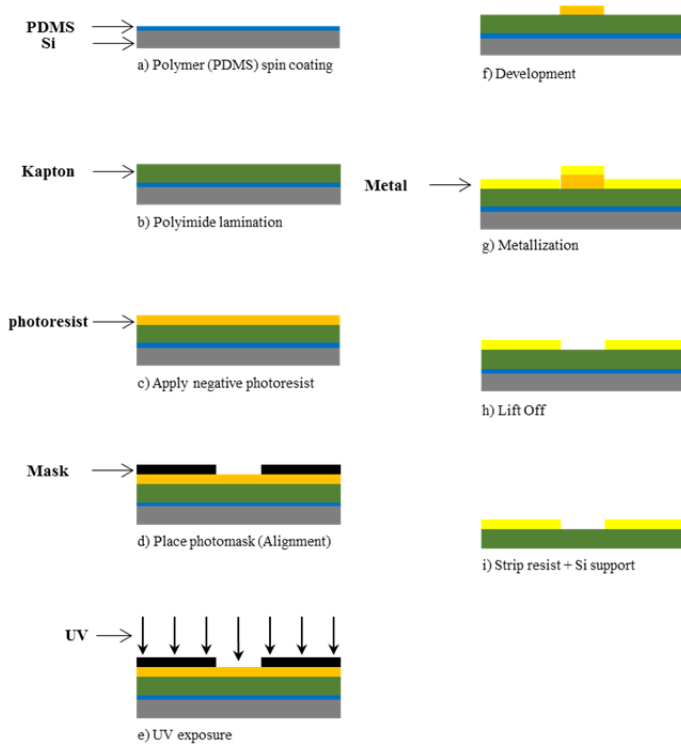 PDMS
Si
a) Polymer (PDMS) spin coating
Kapton
b) Polyimide lamination
photoresist
c) Apply negative photoresist
Mask
d) Place photomask (Alignment)
UV
e) UV exposure
f) Development
Metal
g) Metallization
h) Lift Off
i) Strip resist + Si support